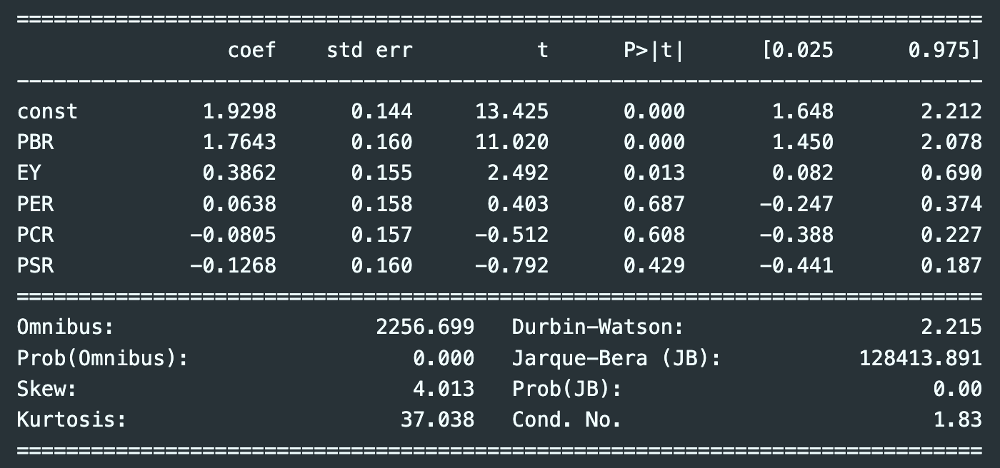 ==============================================================================
                 coef    std err          t      P>|t|      [0.025      0.975]
------------------------------------------------------------------------------
const          1.9298      0.144     13.425      0.000       1.648       2.212
PBR            1.7643      0.160     11.020      0.000       1.450       2.078
EY             0.3862      0.155      2.492      0.013       0.082       0.690
PER            0.0638      0.158      0.403      0.687      -0.247       0.374
PCR           -0.0805      0.157     -0.512      0.608      -0.388       0.227
PSR           -0.1268      0.160     -0.792      0.429      -0.441       0.187
==============================================================================
Omnibus:                     2256.699   Durbin-Watson:                   2.215
Prob(Omnibus):                  0.000   Jarque-Bera (JB):           128413.891
Skew:                           4.013   Prob(JB):                         0.00
Kurtosis:                      37.038   Cond. No.                         1.83
==============================================================================